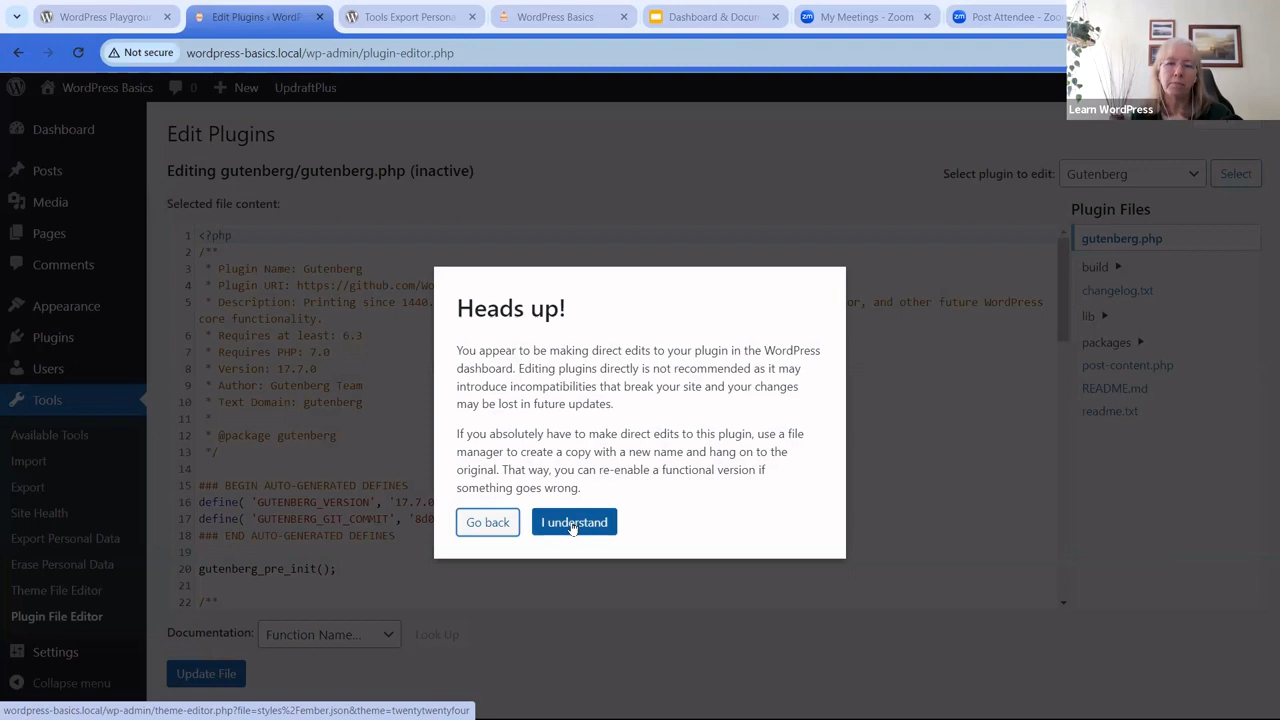 WordPress Playgrou
Edit Plugins ‹ WordP
Tools Export Persona
WordPress Basics
Dashboard & Docum
zm
My Meetings - Zoom
zm
Post Attendee - Zoo
Not secure
wordpress-basics.local/wp-admin/plugin-editor.php
Learn WordPress
WordPress Basics
0
New
UpdraftPlus
Dashboard
Posts
Media
Pages
Comments
Appearance
Plugins
Users
Tools
Available Tools
Import
Export
Site Health
Export Personal Data
Erase Personal Data
Theme File Editor
Plugin File Editor
Settings
Collapse menu
Edit Plugins
Editing gutenberg/gutenberg.php (inactive)
Select plugin to edit:
Gutenberg
Select
Selected file content:
1 <?php
2 /**
3 * Plugin Name: Gutenberg
4 * Plugin URI: https://github.com/Wo
5 * Description: Printing since 1440. or, and other future WordPress
core functionality.
6 * Requires at least: 6.3
7 * Requires PHP: 7.0
8 * Version: 17.7.0
9 * Author: Gutenberg Team
10 * Text Domain: gutenberg
11 *
12 * @package gutenberg
13 */
14
15 ### BEGIN AUTO-GENERATED DEFINES
16 define( 'GUTENBERG_VERSION', '17.7.0
17 define( 'GUTENBERG_GIT_COMMIT', '8d0
18 ### END AUTO-GENERATED DEFINES
19
20 gutenberg_pre_init();
21
22 /**
Plugin Files
gutenberg.php
build
changelog.txt
lib
packages
post-content.php
README.md
readme.txt
Heads up!
You appear to be making direct edits to your plugin in the WordPress
dashboard. Editing plugins directly is not recommended as it may
introduce incompatibilities that break your site and your changes
may be lost in future updates.
If you absolutely have to make direct edits to this plugin, use a file
manager to create a copy with a new name and hang on to the
original. That way, you can re-enable a functional version if
something goes wrong.
Go back
I understand
Documentation:
Function Name...
Look Up
Update File
wordpress-basics.local/wp-admin/theme-editor.php?file=styles%2Fember.json&theme=twentytwentyfour